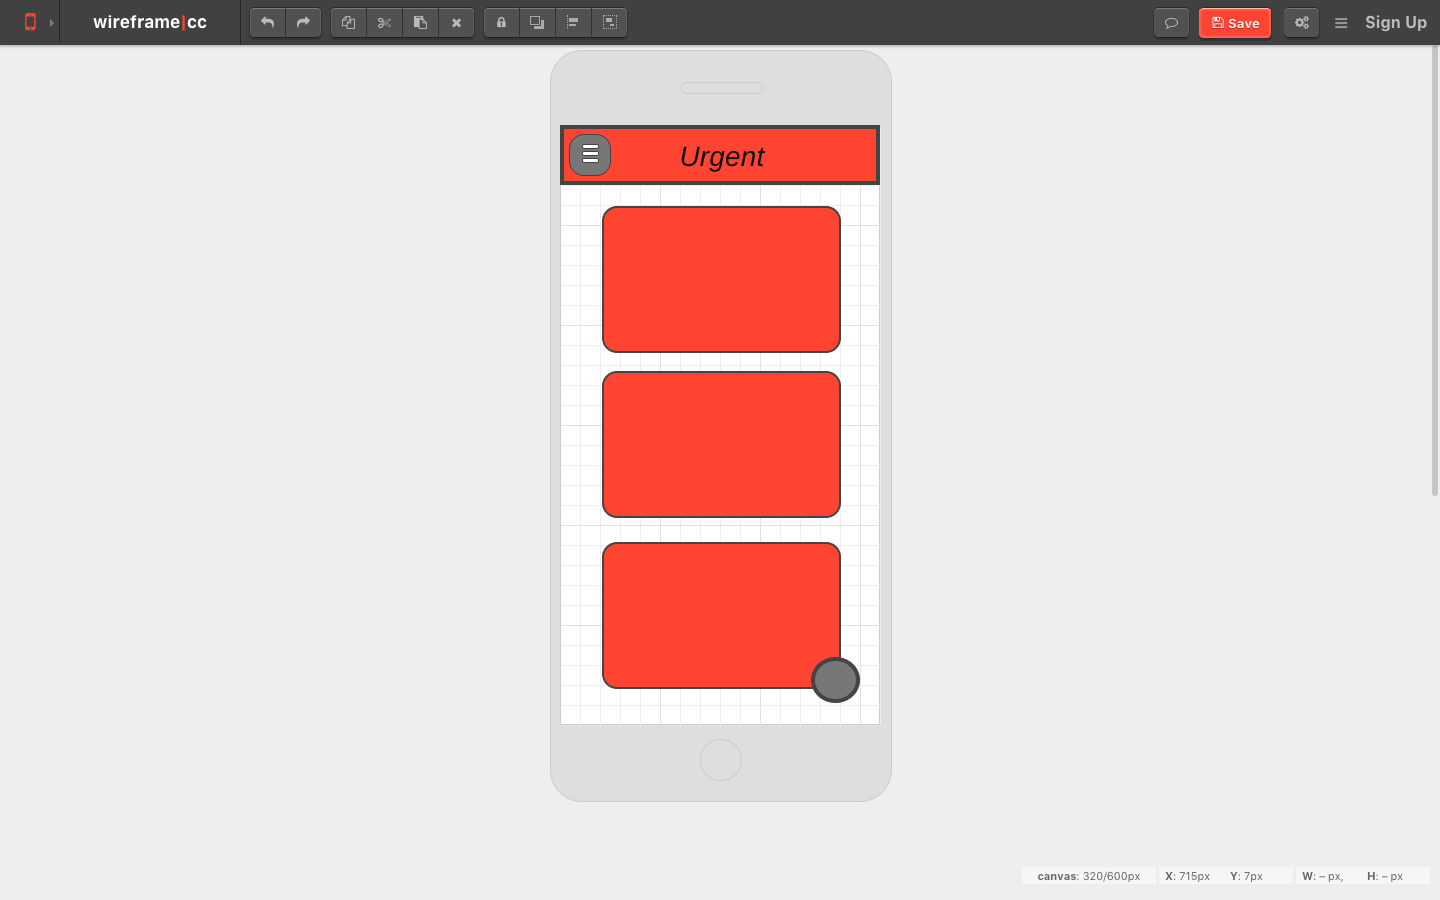 wireframe|cc
Save
Sign Up
Urgent
canvas: 320/600px X: 715px Y: 7px W: – px, H: – px